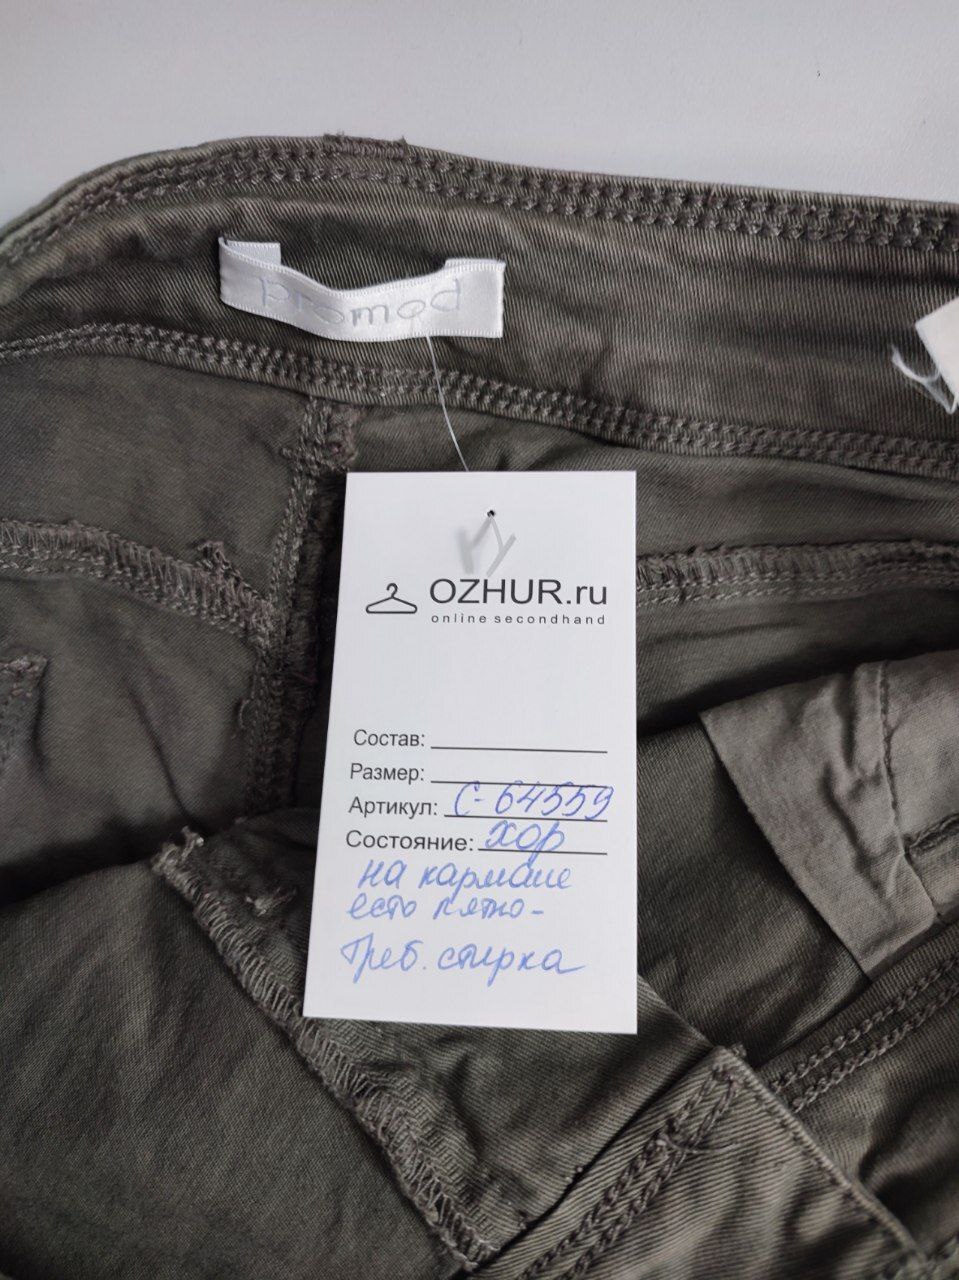 promod
OZHUR.ru
online secondhand
Состав:
Размер:
Артикул: С-64559
Состояние: хор
на кармане
есть пятно-
Треб. стирка